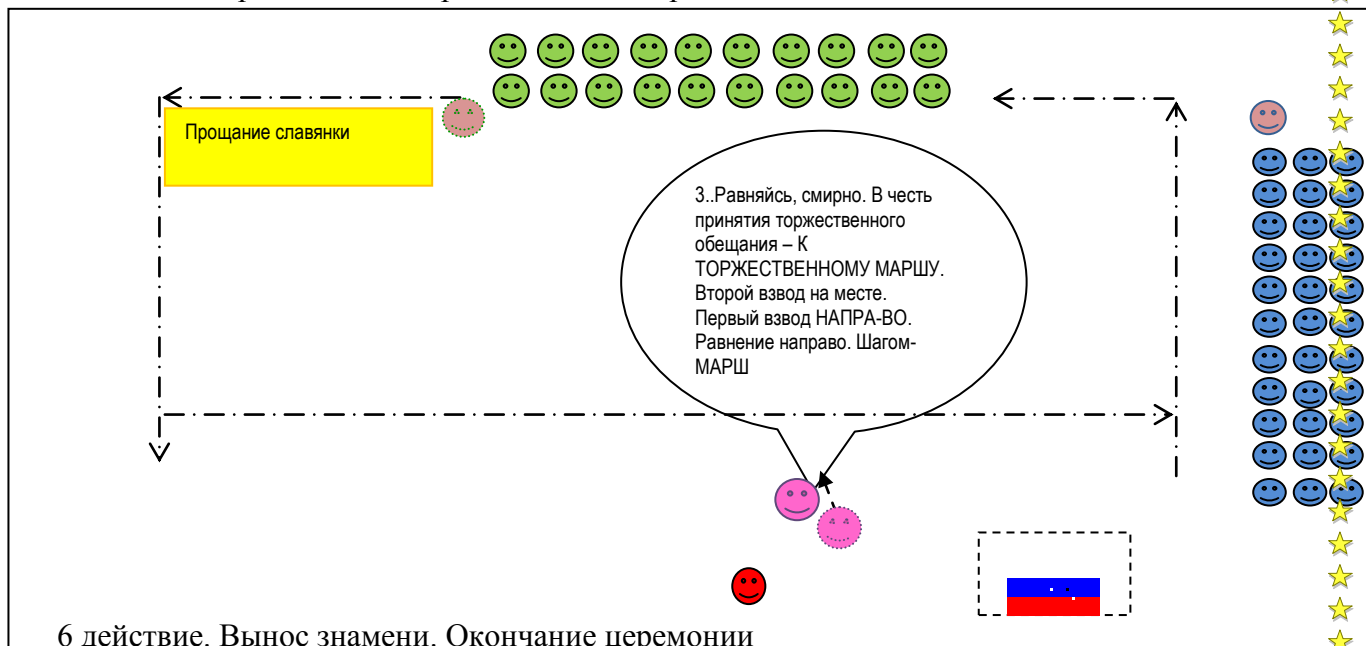 Прощание славянки
3..Равняйсь, смирно. В честь
принятия торжественного
обещания – К
ТОРЖЕСТВЕННОМУ МАРШУ.
Второй взвод на месте.
Первый взвод НАПРА-ВО.
Равнение направо. Шагом-
МАРШ
6 действие. Вынос знамени. Окончание церемонии